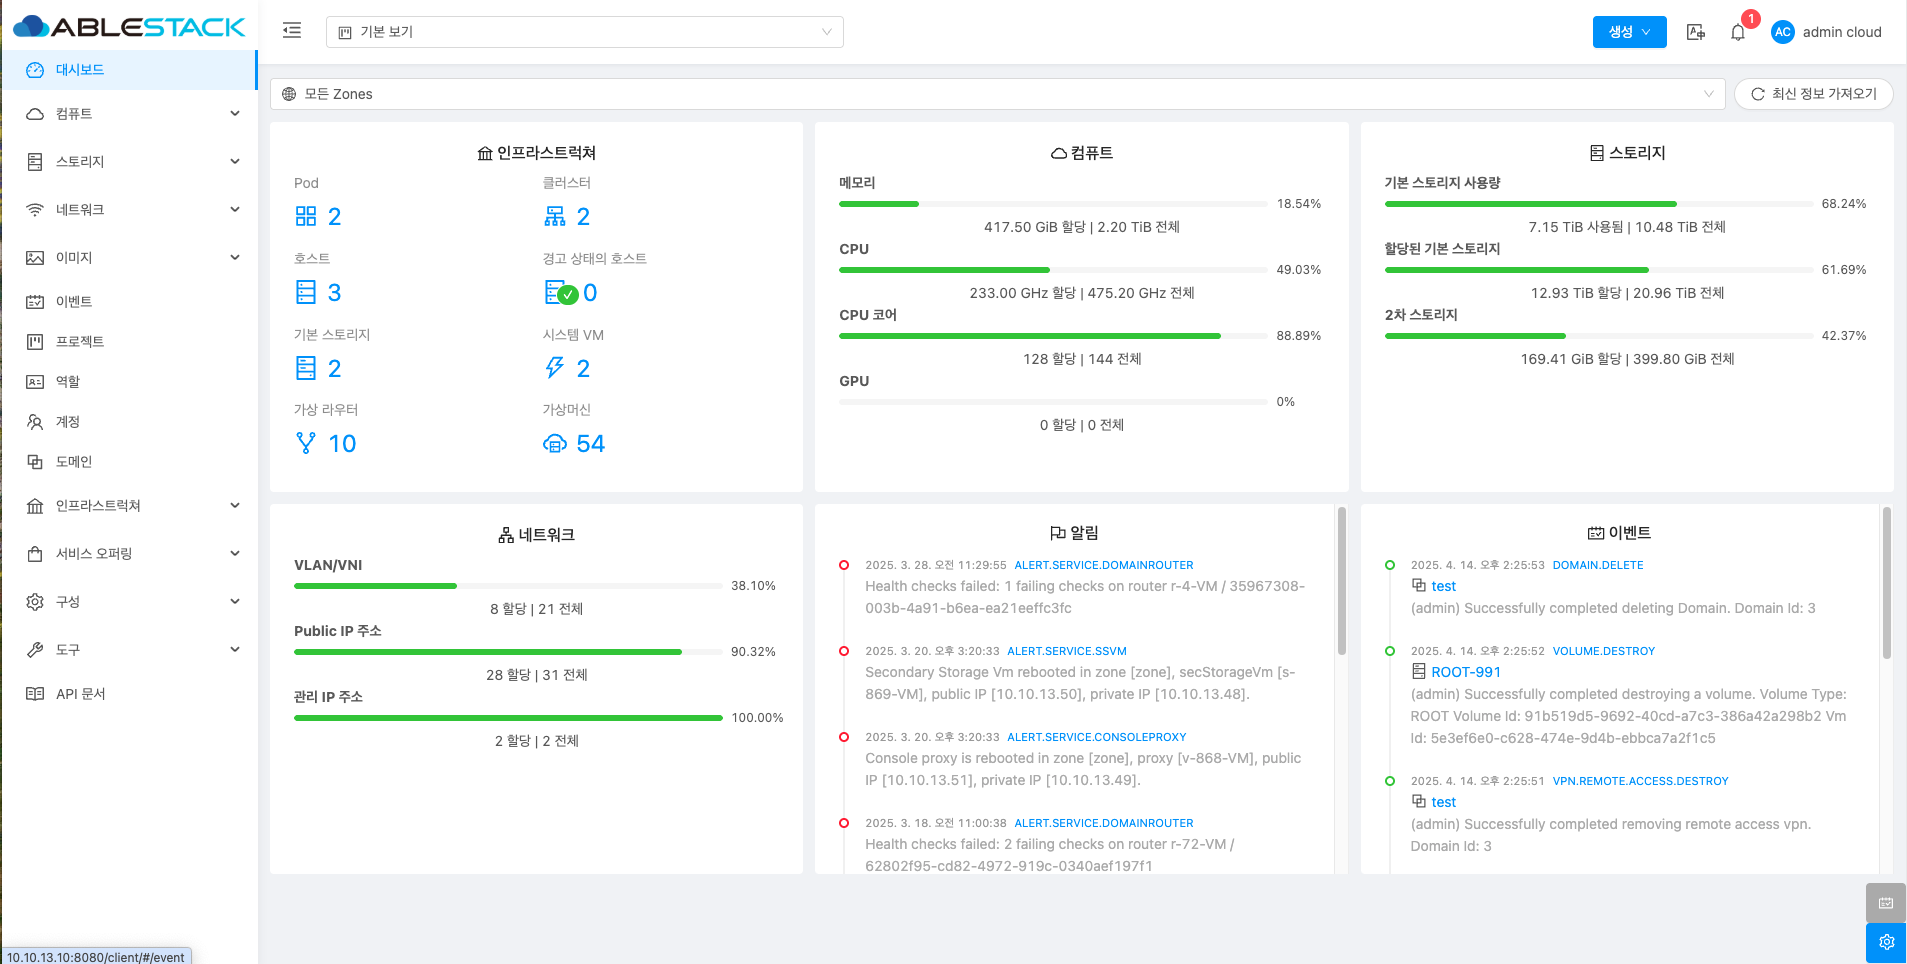 ABLESTACK
기본 보기
생성
1
AC
admin cloud
대시보드
컴퓨트
스토리지
네트워크
이미지
이벤트
프로젝트
역할
계정
도메인
인프라스트럭쳐
서비스 오퍼링
구성
도구
API 문서
모든 Zones
최신 정보 가져오기
인프라스트럭쳐
Pod
클러스터
2
2
호스트
경고 상태의 호스트
3
0
기본 스토리지
시스템 VM
2
2
가상 라우터
가상머신
10
54
컴퓨트
메모리
18.54%
417.50 GiB 할당 | 2.20 TiB 전체
CPU
49.03%
233.00 GHz 할당 | 475.20 GHz 전체
CPU 코어
88.89%
128 할당 | 144 전체
GPU
0%
0 할당 | 0 전체
스토리지
기본 스토리지 사용량
68.24%
7.15 TiB 사용됨 | 10.48 TiB 전체
할당된 기본 스토리지
61.69%
12.93 TiB 할당 | 20.96 TiB 전체
2차 스토리지
42.37%
169.41 GiB 할당 | 399.80 GiB 전체
네트워크
VLAN/VNI
38.10%
8 할당 | 21 전체
Public IP 주소
90.32%
28 할당 | 31 전체
관리 IP 주소
100.00%
2 할당 | 2 전체
알림
2025. 3. 28. 오전 11:29:55 ALERT.SERVICE.DOMAINROUTER
Health checks failed: 1 failing checks on router r-4-VM / 35967308-
003b-4a91-b6ea-ea21eeffc3fc
2025. 3. 20. 오후 3:20:33 ALERT.SERVICE.SSVM
Secondary Storage Vm rebooted in zone [zone], secStorageVm [s-
869-VM], public IP [10.10.13.50], private IP [10.10.13.48].
2025. 3. 20. 오후 3:20:33 ALERT.SERVICE.CONSOLEPROXY
Console proxy is rebooted in zone [zone], proxy [v-868-VM], public
IP [10.10.13.51], private IP [10.10.13.49].
2025. 3. 18. 오전 11:00:38 ALERT.SERVICE.DOMAINROUTER
Health checks failed: 2 failing checks on router r-72-VM /
62802f95-cd82-4972-919c-0340aef197f1
이벤트
2025. 4. 14. 오후 2:25:53 DOMAIN.DELETE
test
(admin) Successfully completed deleting Domain. Domain Id: 3
2025. 4. 14. 오후 2:25:52 VOLUME.DESTROY
ROOT-991
(admin) Successfully completed destroying a volume. Volume Type:
ROOT Volume Id: 91b519d5-9692-40cd-a7c3-386a42a298b2 Vm
Id: 5e3ef6e0-c628-474e-9d4b-ebbca7a2f1c5
2025. 4. 14. 오후 2:25:51 VPN.REMOTE.ACCESS.DESTROY
test
(admin) Successfully completed removing remote access vpn.
Domain Id: 3
10.10.13.10:8080/client/#/event